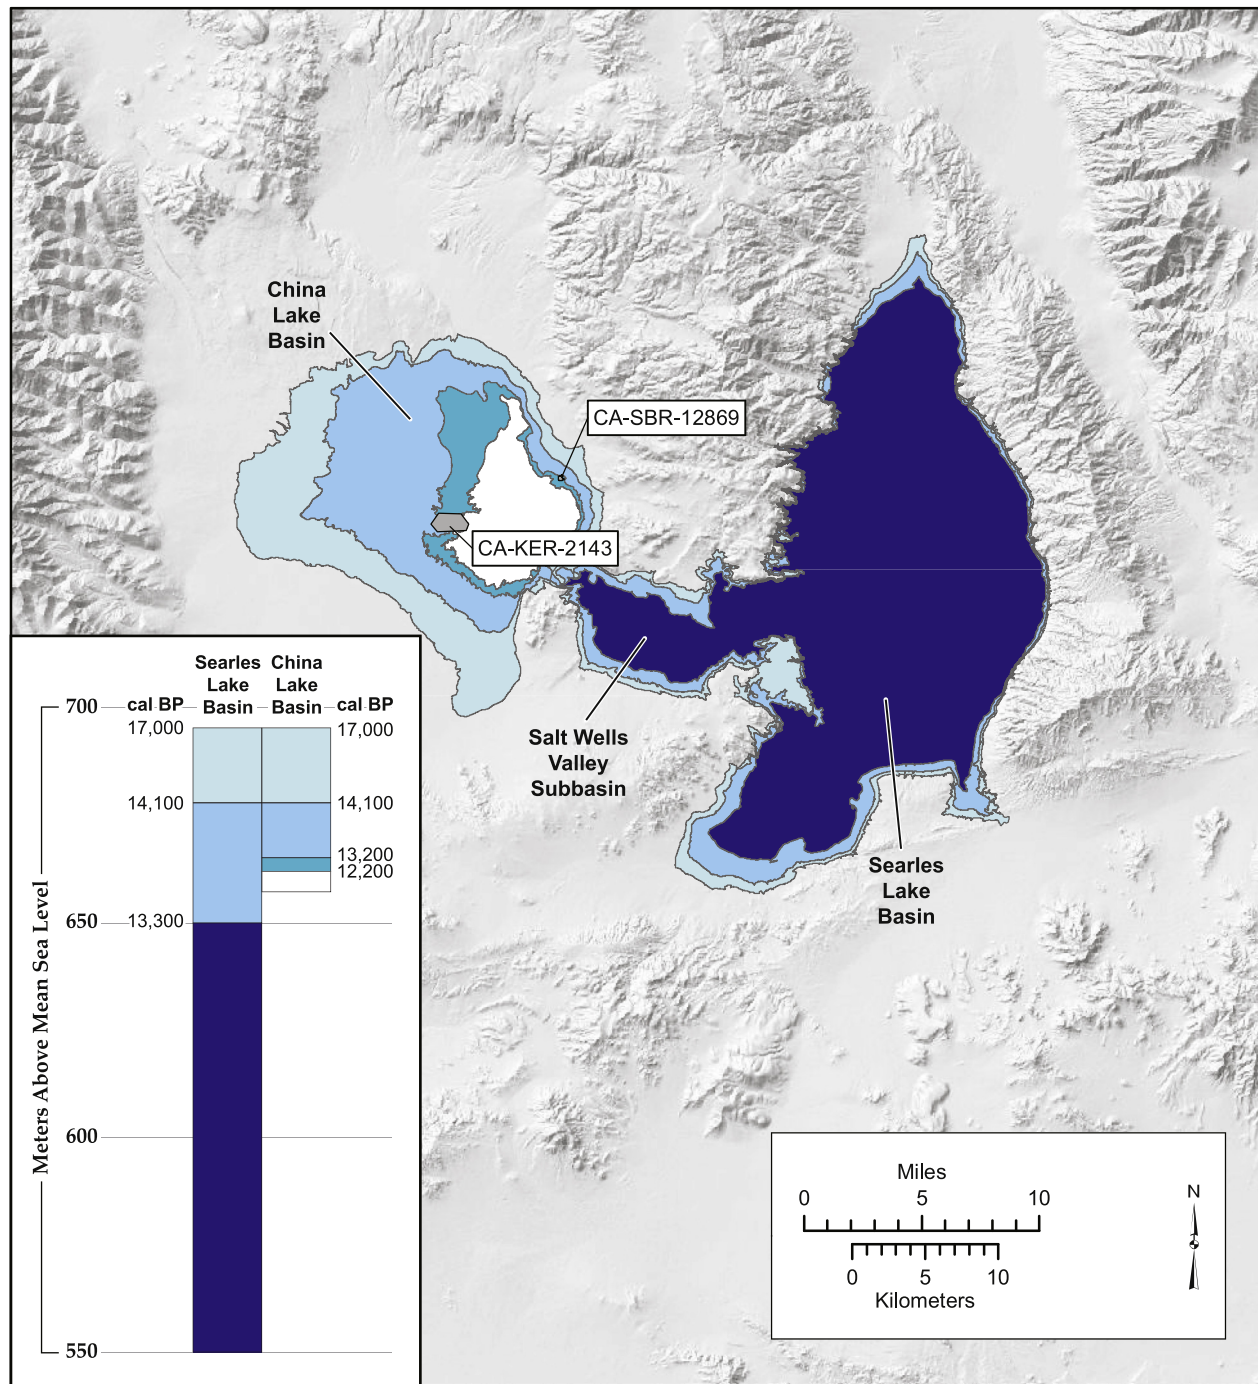 China
Lake
Basin
CA-SBR-12869
CA-KER-2143
Salt Wells
Valley
Subbasin
Searles
Lake
Basin
Searles
Lake
Basin
China
Lake
Basin
cal BP
cal BP
700
17,000
17,000
14,100
14,100
13,200
12,200
650
13,300
600
550
Meters Above Mean Sea Level
Miles
0 5 10
0 5 10
Kilometers
N